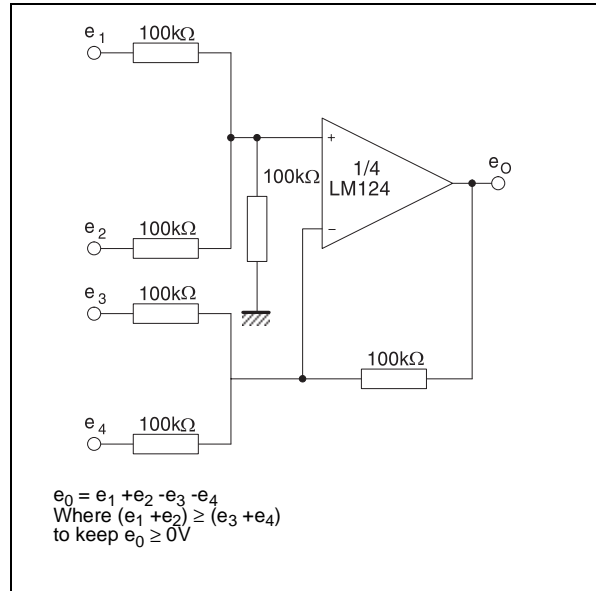 e1
100kΩ
1/4
LM124
100kΩ
eO
e2
100kΩ
e3
100kΩ
100kΩ
e4
100kΩ
+
-
e0 = e1 +e2 -e3 -e4
Where (e1 +e2) ≥ (e3 +e4)
to keep e0 ≥ 0V